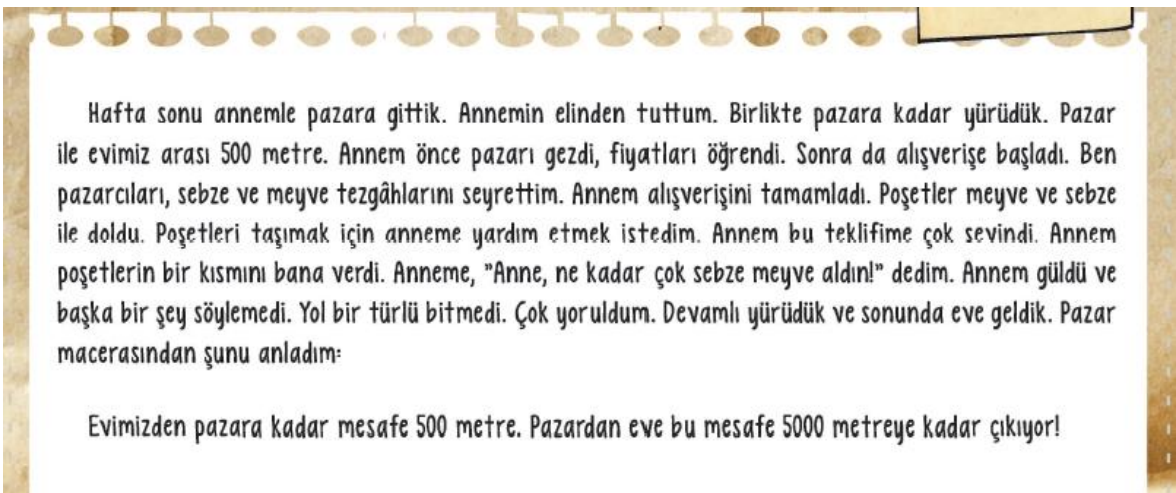 Hafta sonu annemle pazara gittik. Annemin elinden tuttum. Birlikte pazara kadar yürüdük. Pazar
ile evimiz arası 500 metre. Annem önce pazarı gezdi, fiyatları öğrendi. Sonra da alışverişe başladı. Ben
pazarcıları, sebze ve meyve tezgâhlarını seyrettim. Annem alışverişini tamamladı. Poşetler meyve ve sebze
ile doldu. Poşetleri taşımak için anneme yardım etmek istedim. Annem bu teklifime çok sevindi. Annem
poşetlerin bir kısmını bana verdi. Anneme, "Anne, ne kadar çok sebze meyve aldın!" dedim. Annem güldü ve
başka bir şey söylemedi. Yol bir türlü bitmedi. Çok yoruldum. Devamlı yürüdük ve sonunda eve geldik. Pazar
macerasından şunu anladım:
Evimizden pazara kadar mesafe 500 metre. Pazardan eve bu mesafe 5000 metreye kadar çıkıyor!